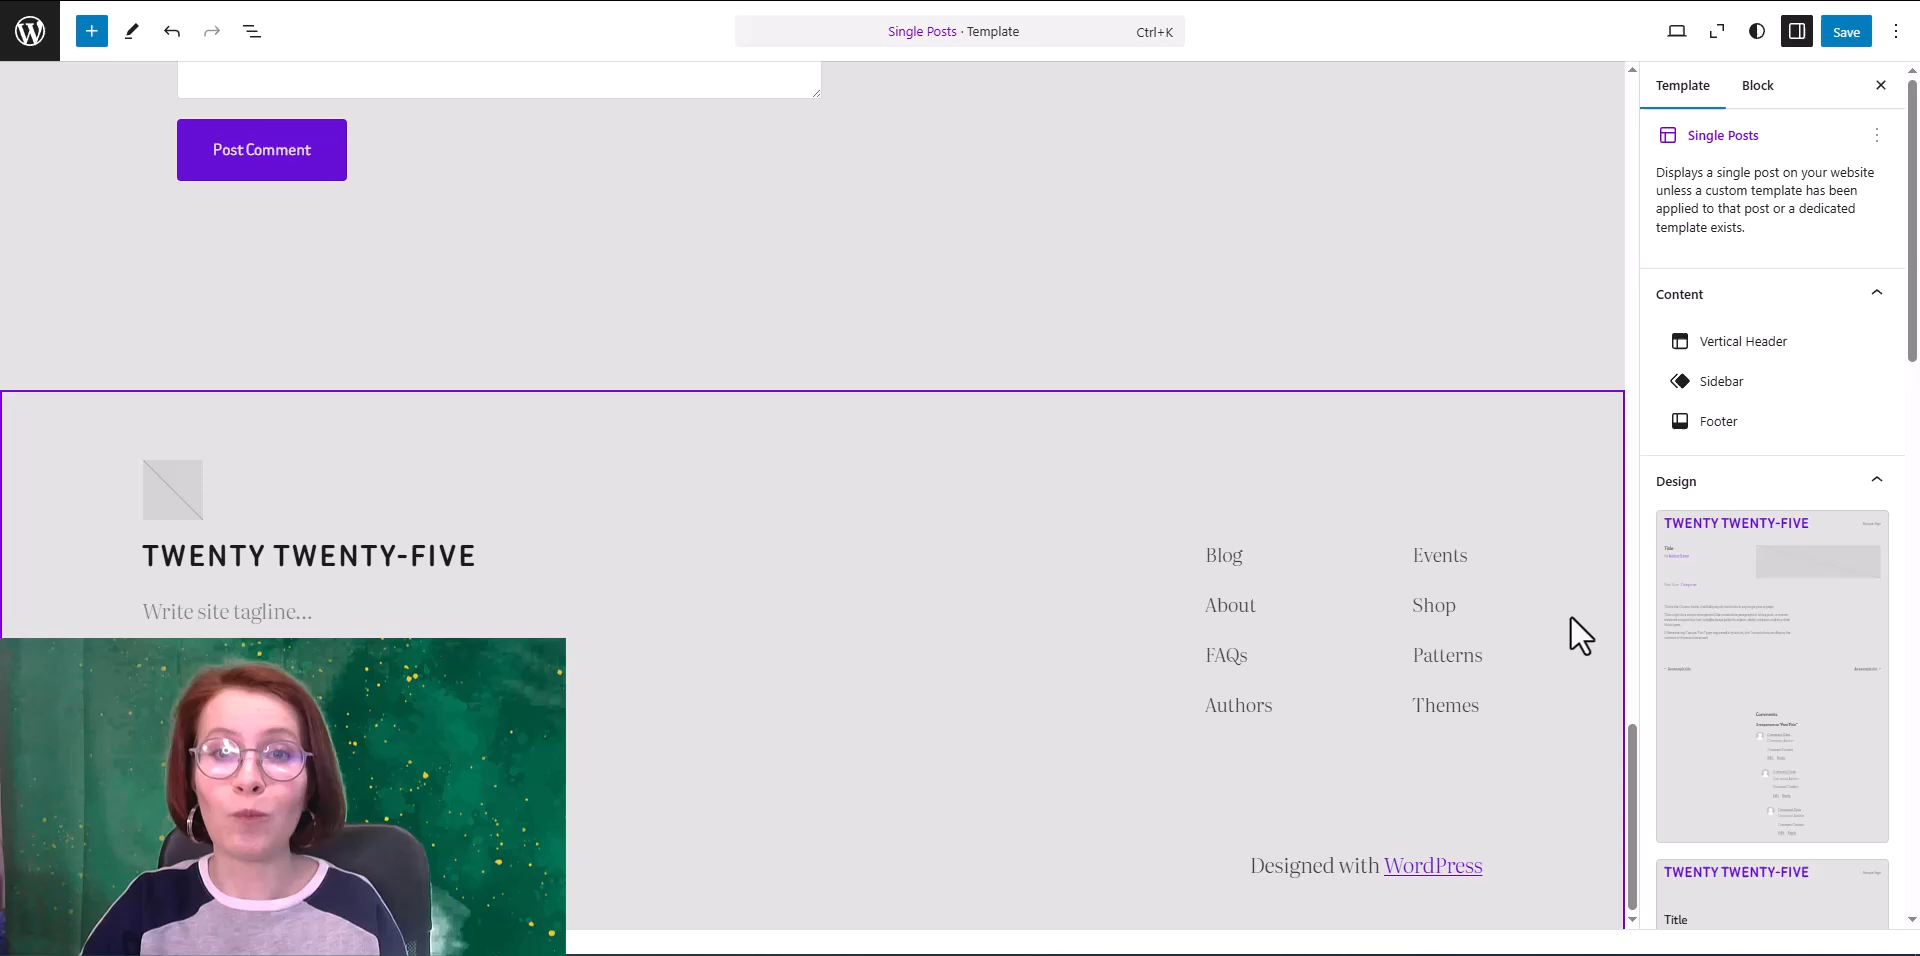 Single Posts · Template
Ctrl+K
Save
Post Comment
TWENTY TWENTY-FIVE
Write site tagline...
Blog
Events
About
Shop
FAQs
Patterns
Authors
Themes
Designed with WordPress
Template
Block
Single Posts
Displays a single post on your website
unless a custom template has been
applied to that post or a dedicated
template exists.
Content
Vertical Header
Sidebar
Footer
Design
TWENTY TWENTY-FIVE
Title
Comments
TWENTY TWENTY-FIVE
Title